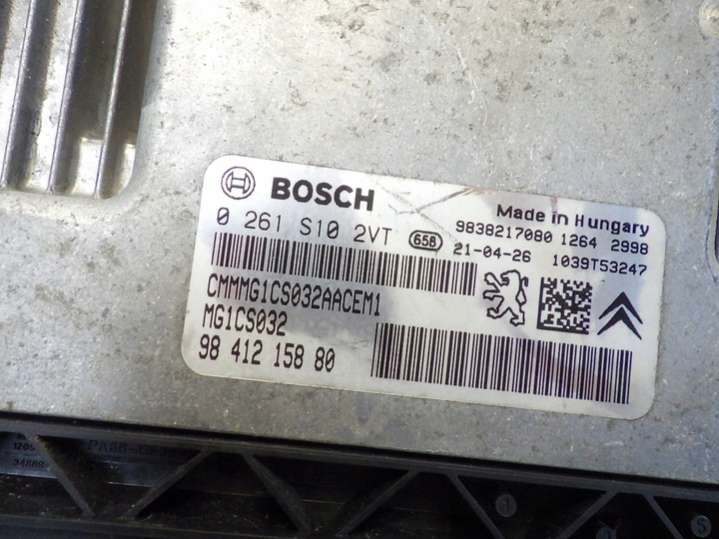 BOSCH
Made in Hungary
0 261 S10 2VT 658
9838217080 1264 2998
21-04-26 1039T53247
CMMMG1CS032AACEM1
MG1CS032
98 412 158 80